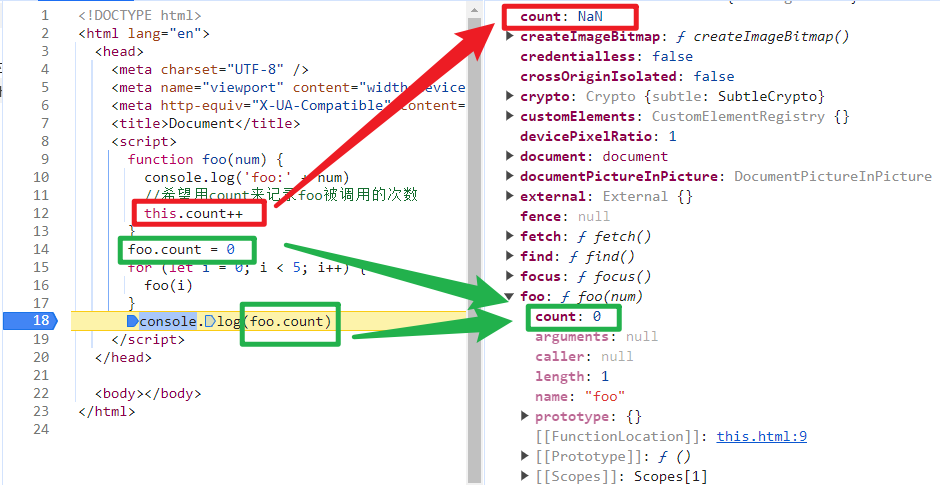 1 <!DOCTYPE html>
2 <html lang="en">
3 <head>
4 <meta charset="UTF-8" />
5 <meta name="viewport" content="width=device
6 <meta http-equiv="X-UA-Compatible" content=
7 <title>Document</title>
8 <script>
9 function foo(num) {
10 console.log('foo:' + num)
11 //希望用count来记录foo被调用的次数
12 this.count++
13 }
14 foo.count = 0
15 for (let i = 0; i < 5; i++) {
16 foo(i)
17 }
18 console.log(foo.count)
19 </script>
20 </head>
21
22 <body></body>
23 </html>
24
count: NaN
createImageBitmap: ƒ createImageBitmap()
credentialless: false
crossOriginIsolated: false
crypto: Crypto {subtle: SubtleCrypto}
customElements: CustomElementRegistry {}
devicePixelRatio: 1
document: document
documentPictureInPicture: DocumentPictureInPicture
external: External {}
fence: null
fetch: ƒ fetch()
find: ƒ find()
focus: ƒ focus()
foo: ƒ foo(num)
count: 0
arguments: null
caller: null
length: 1
name: "foo"
prototype: {}
[[FunctionLocation]]: this.html:9
[[Prototype]]: ƒ ()
[[Scopes]]: Scopes[1]